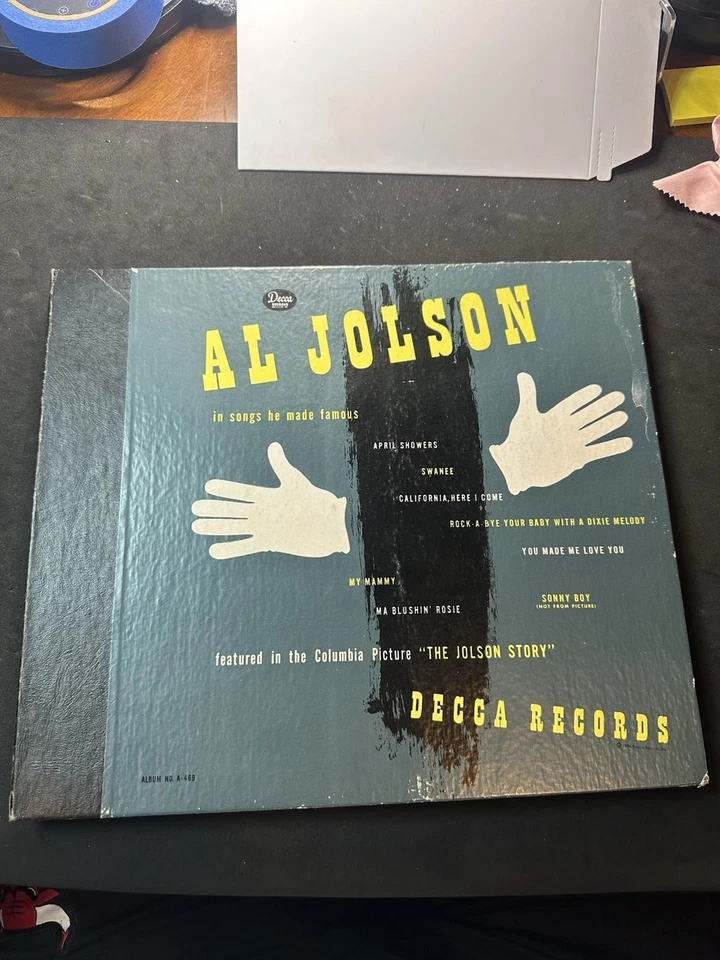 Decca
RECORDS
AL JOLSON
in songs he made famous
APRIL SHOWERS
SWANEE
CALIFORNIA, HERE I COME
ROCK-A-BYE YOUR BABY WITH A DIXIE MELODY
YOU MADE ME LOVE YOU
MY MAMMY
SONNY BOY
(NOT FROM PICTURE)
MA BLUSHIN' ROSIE
featured in the Columbia Picture "THE JOLSON STORY"
DECCA RECORDS
ALBUM NO. A-469